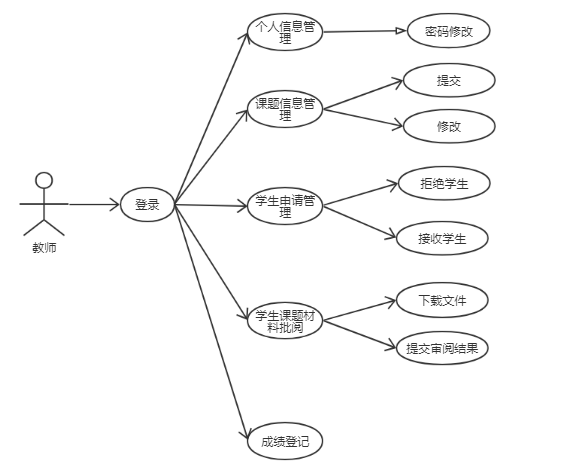 个人信息管
理
密码修改
课题信息管
理
提交
修改
教师
登录
学生申请管
理
拒绝学生
接收学生
学生课题材
料批阅
下载文件
提交审阅结果
成绩登记